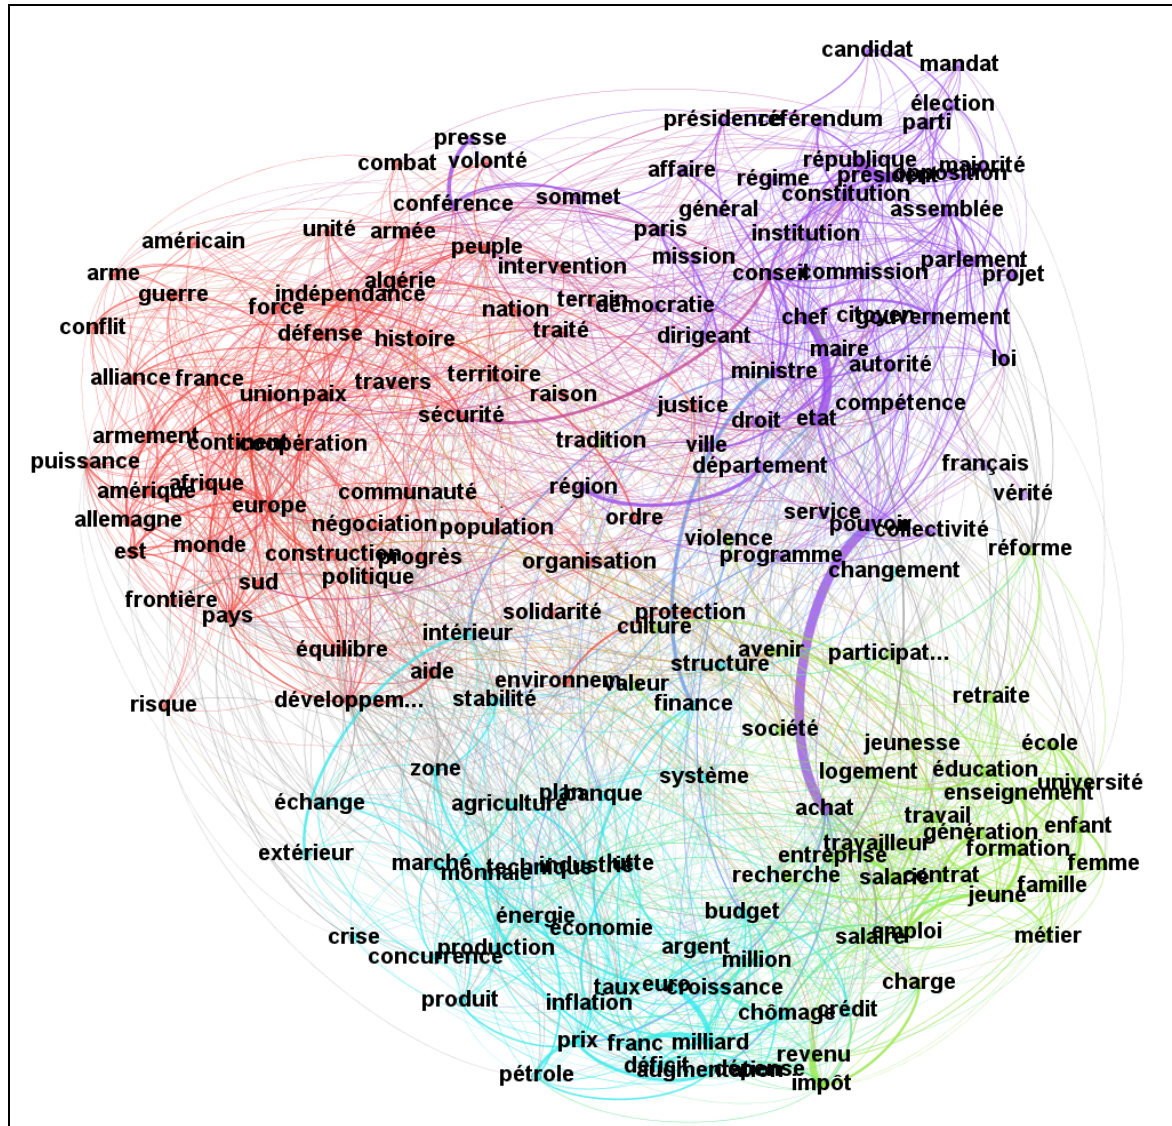 candidat
mandat
élection
présidence
référendum
parti
presse
combat
volonté
affaire
république
majorité
régime
président
opposition
conférence
sommet
général
constitution
assemblée
américain
unité
armée
peuple
paris
institution
intervention
mission
conseil
commission
parlement
projet
arme
algérie
guerre
indépendance
force
nation
terrain
démocratie
conflit
défense
histoire
traité
dirigeant
chef
citoyen
gouvernement
maire
loi
alliance
france
travers
territoire
ministre
autorité
union
paix
raison
sécurité
justice
droit
etat
compétence
armement
continent
coopération
tradition
ville
puissance
département
français
amérique
afrique
communauté
région
vérité
allemagne
europe
négociation
population
ordre
service
pouvoir
collectivité
est
monde
construction
progrès
organisation
violence
programme
réforme
sud
politique
changement
frontière
pays
solidarité
protection
intérieur
culture
équilibre
aide
avenir
participat...
structure
environnem...
valeur
risque
développem...
stabilité
finance
retraite
société
zone
système
jeunesse
école
logement
éducation
université
échange
agriculture
plan
banque
achat
enseignement
travail
génération
enfant
extérieur
marché
monnaie
technique
industrie
lutte
travailleur
entreprise
formation
femme
recherche
salarié
contrat
jeune
famille
énergie
économie
budget
crise
concurrence
production
argent
million
salaire
emploi
métier
produit
inflation
taux
euro
croissance
charge
chômage
crédit
prix
franc
milliard
pétrole
déficit
augmentation
dépense
revenu
impôt